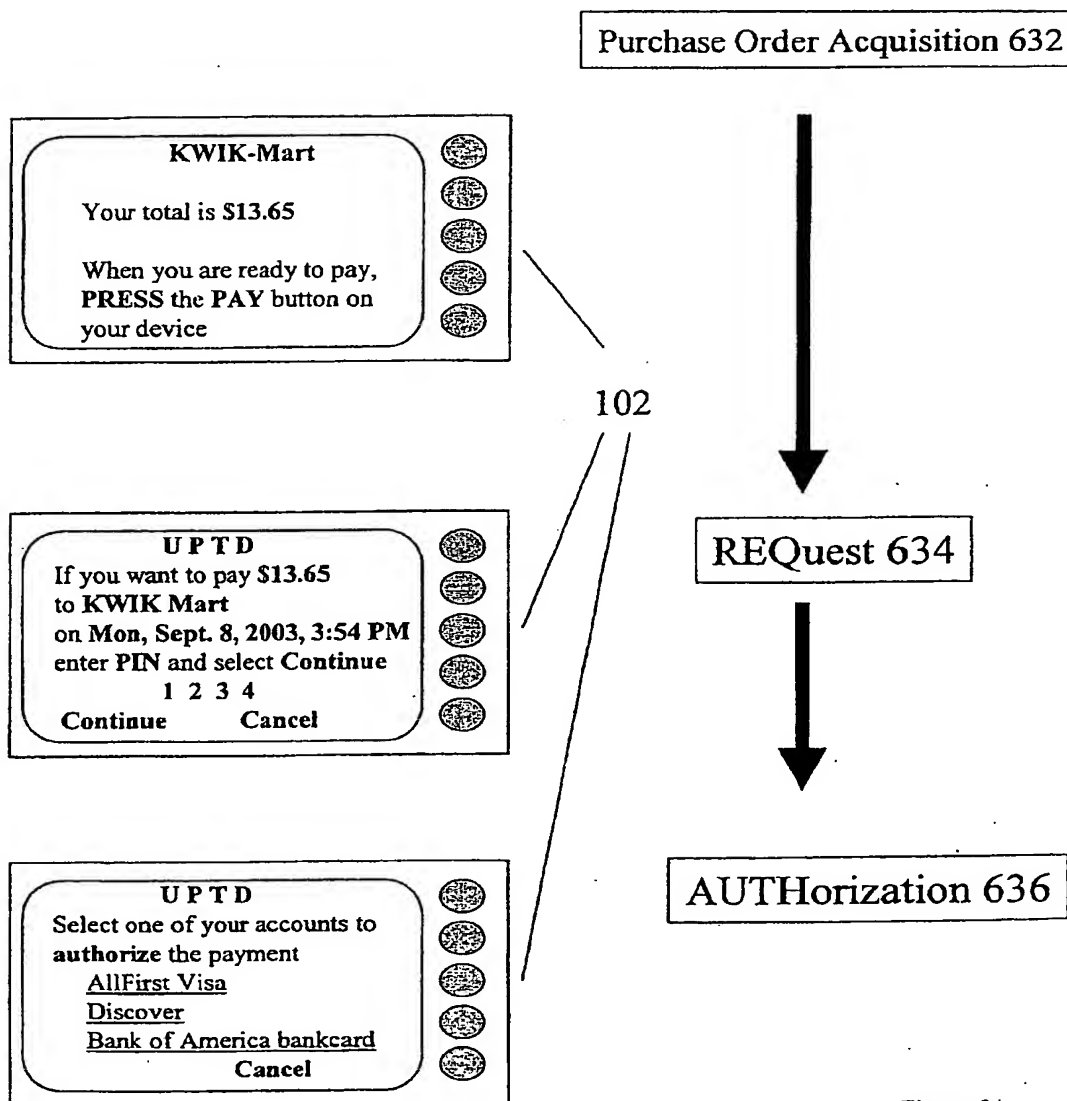 Purchase Order Acquisition 632
KWIK-Mart
Your total is $13.65
When you are ready to pay,
PRESS the PAY button on
your device
102
UPTD
If you want to pay $13.65
to KWIK Mart
on Mon, Sept. 8, 2003, 3:54 PM
enter PIN and select Continue
1 2 3 4
Continue Cancel
REQuest 634
UPTD
Select one of your accounts to
authorize the payment
AllFirst Visa
Discover
Bank of America bankcard
Cancel
AUTHorization 636